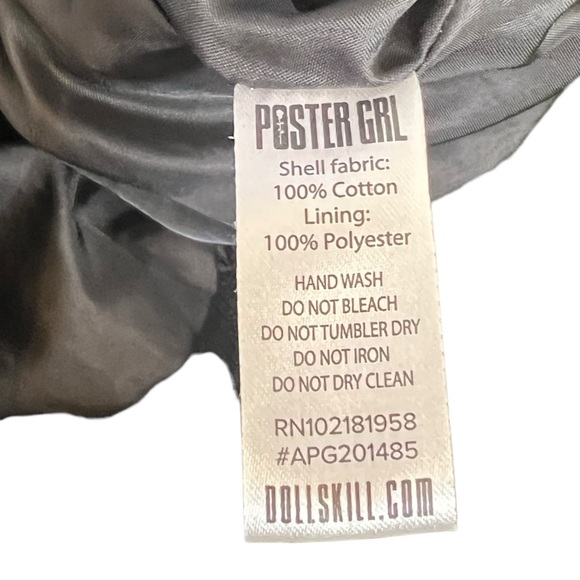 POSTER GRL
Shell fabric:
100% Cotton
Lining:
100% Polyester
HAND WASH
DO NOT BLEACH
DO NOT TUMBLER DRY
DO NOT IRON
DO NOT DRY CLEAN
RN102181958
#APG201485
DOLLSKILL.COM